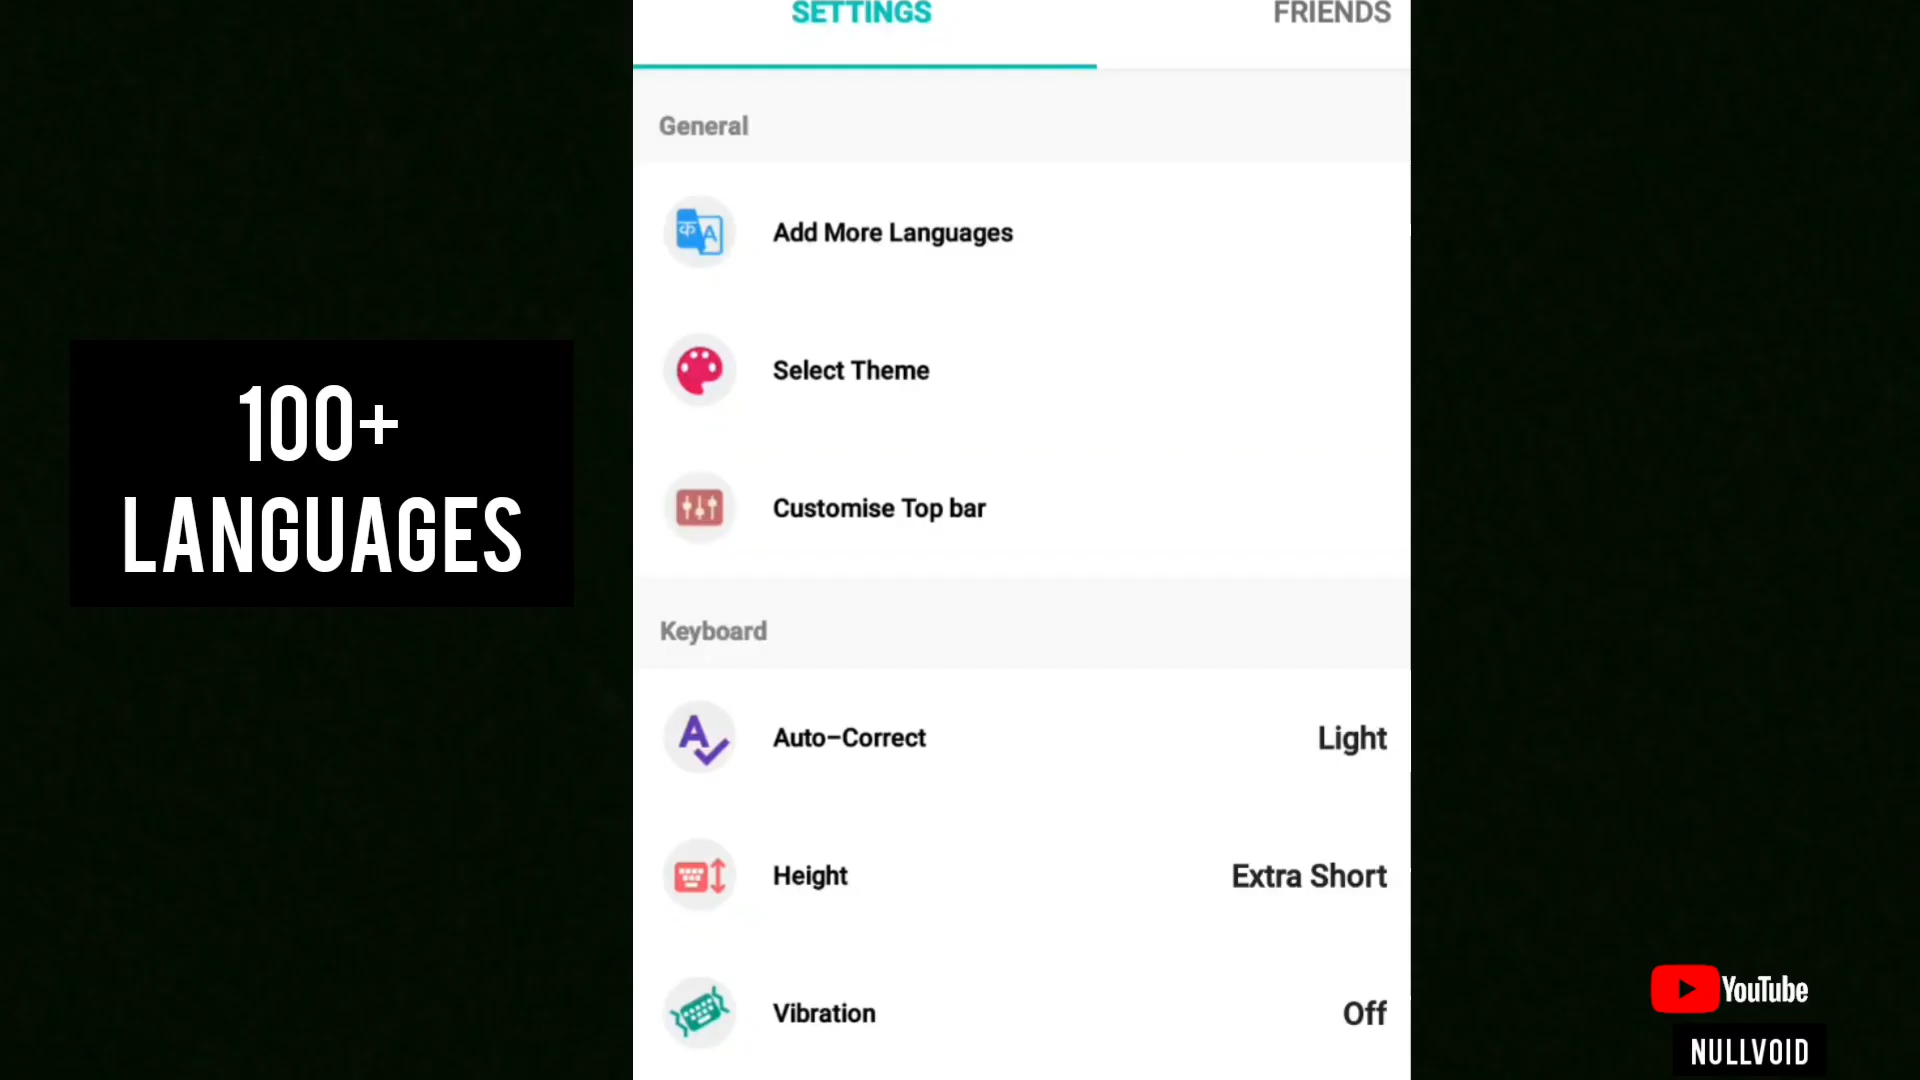 SETTINGS
FRIENDS
General
Add More Languages
Select Theme
Customise Top bar
Keyboard
Auto-Correct
Light
Height
Extra Short
Vibration
Off
100+
LANGUAGES
YouTube
NULLVOID